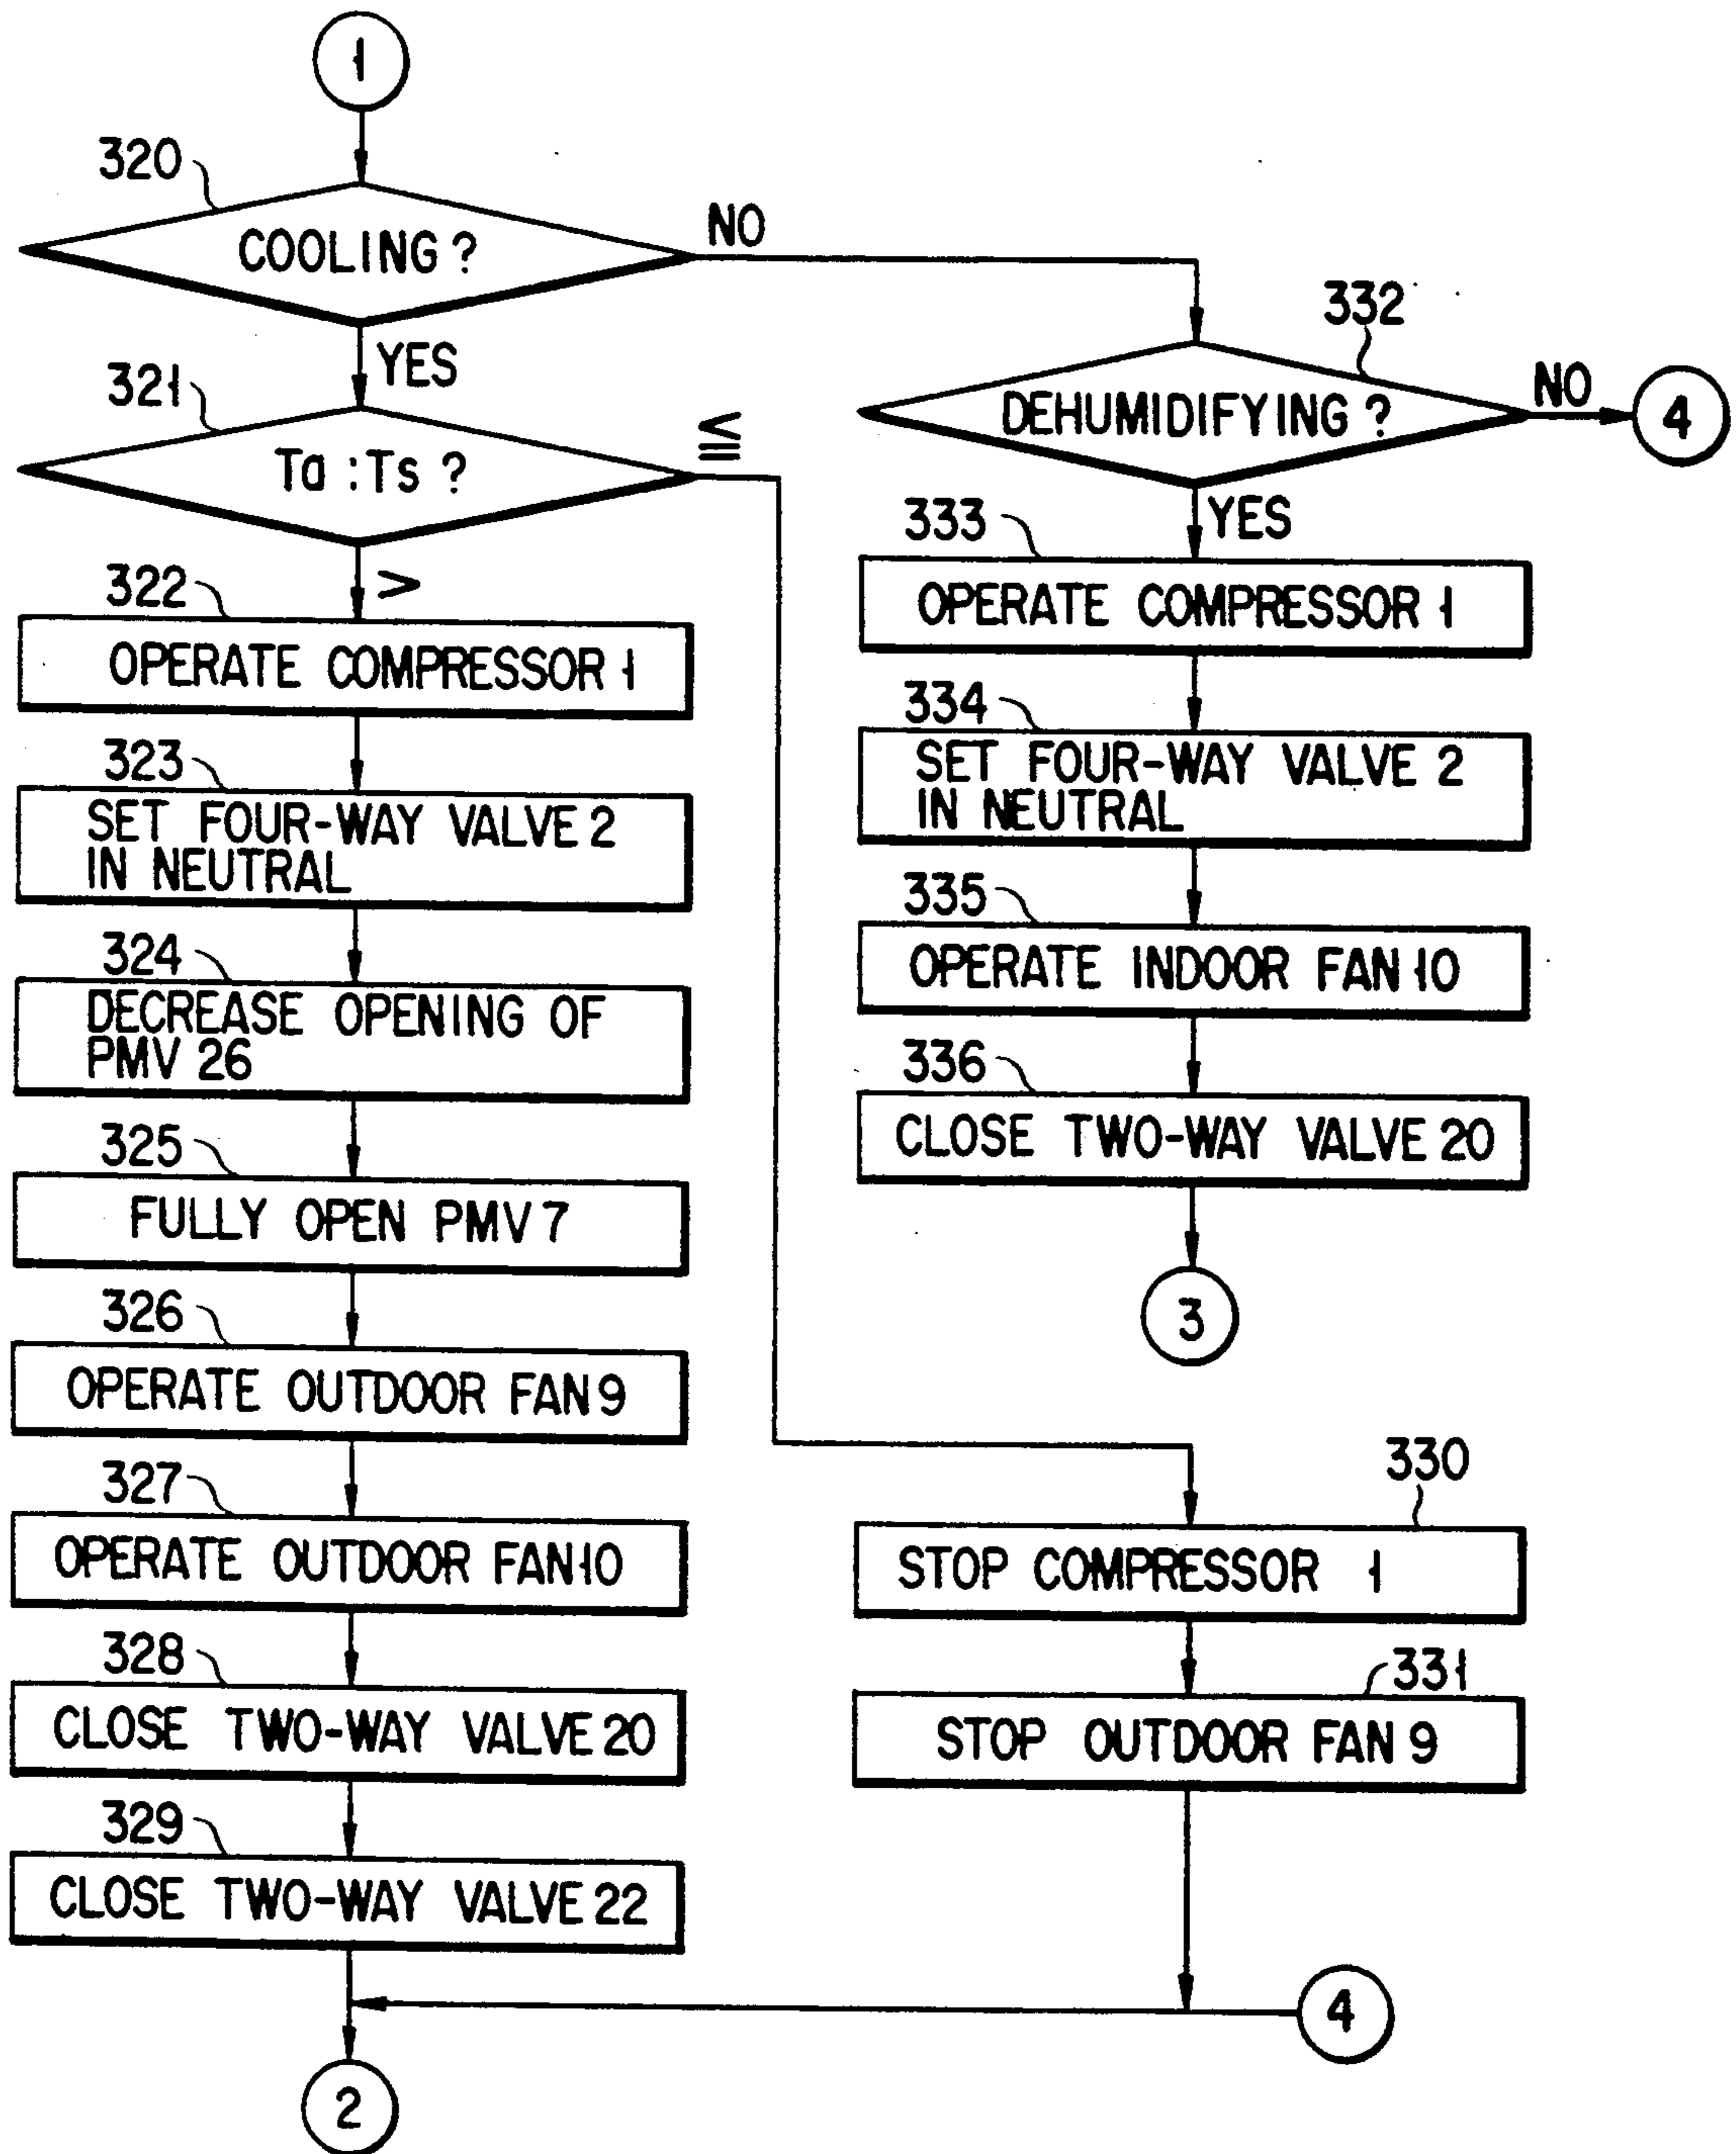 1
320
COOLING ?
NO
YES
321
Ta : Ts ?
≦
>
322
OPERATE COMPRESSOR 1
323
SET FOUR-WAY VALVE 2
IN NEUTRAL
324
DECREASE OPENING OF
PMV 26
325
FULLY OPEN PMV 7
326
OPERATE OUTDOOR FAN 9
327
OPERATE OUTDOOR FAN 10
328
CLOSE TWO-WAY VALVE 20
329
CLOSE TWO-WAY VALVE 22
2
332
DEHUMIDIFYING ?
NO
4
YES
333
OPERATE COMPRESSOR 1
334
SET FOUR-WAY VALVE 2
IN NEUTRAL
335
OPERATE INDOOR FAN 10
336
CLOSE TWO-WAY VALVE 20
3
330
STOP COMPRESSOR 1
331
STOP OUTDOOR FAN 9
4